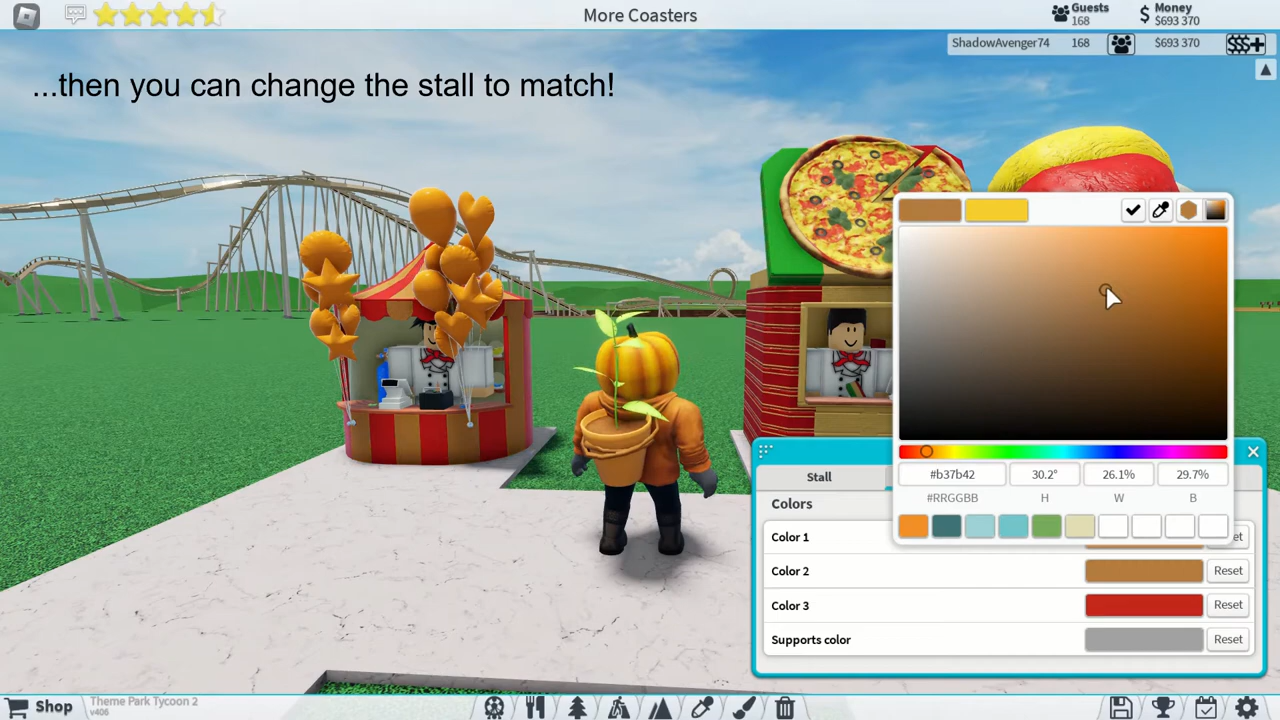 More Coasters
Guests
168
Money
$693 370
ShadowAvenger74 168 $693 370
...then you can change the stall to match!
#b37b42 30.2° 26.1% 29.7%
#RRGGBB H W B
Stall
Colors
Color 1
Color 2 Reset
Color 3 Reset
Supports color Reset
Shop
Theme Park Tycoon 2
v406